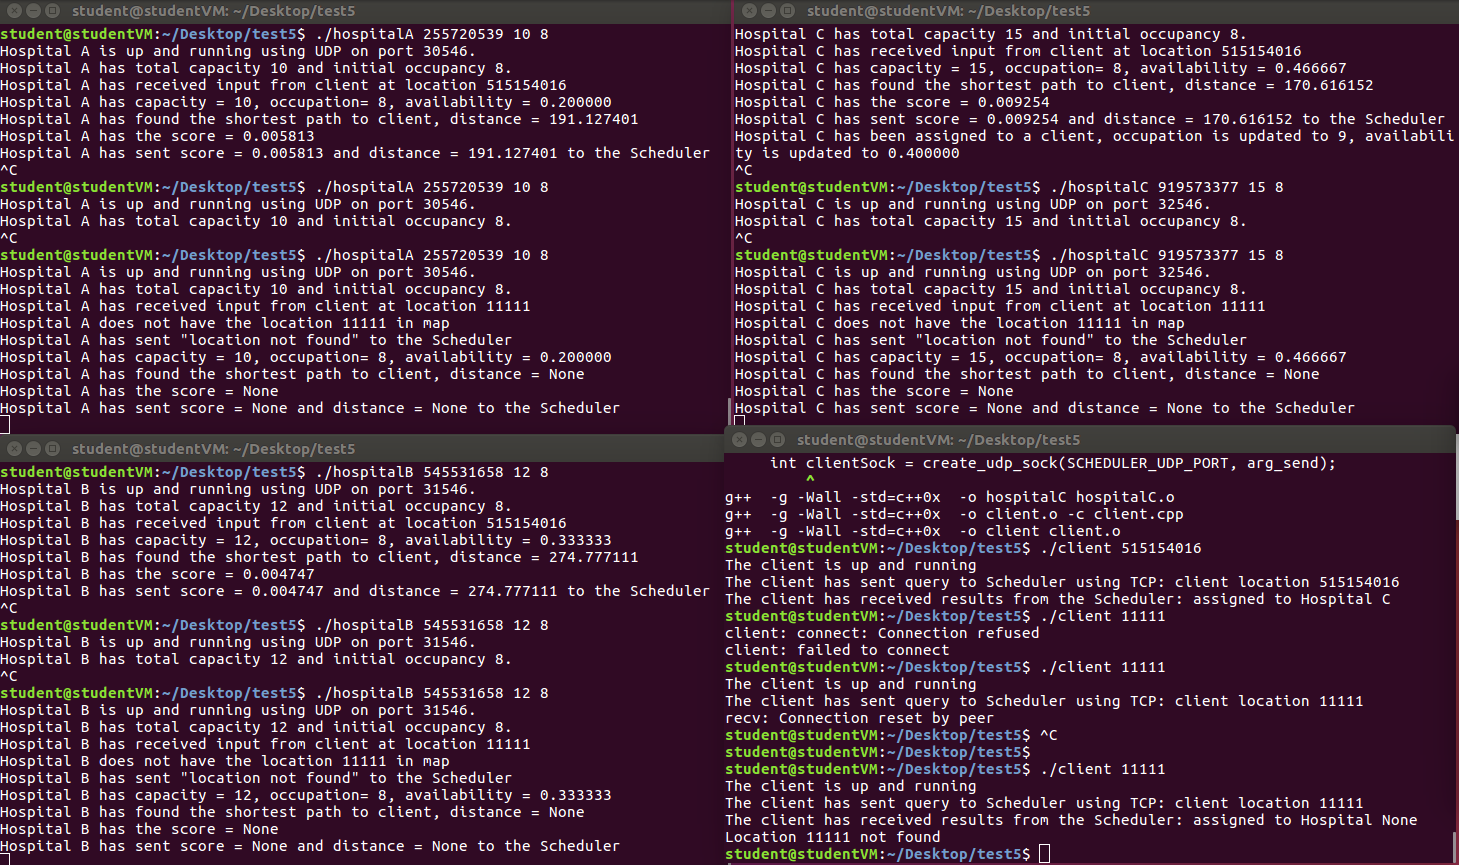 student@studentVM: ~/Desktop/test5
student@studentVM:~/Desktop/test5$ ./hospitalA 255720539 10 8
Hospital A is up and running using UDP on port 30546.
Hospital A has total capacity 10 and initial occupancy 8.
Hospital A has received input from client at location 515154016
Hospital A has capacity = 10, occupation= 8, availability = 0.200000
Hospital A has found the shortest path to client, distance = 191.127401
Hospital A has the score = 0.005813
Hospital A has sent score = 0.005813 and distance = 191.127401 to the Scheduler
^C
student@studentVM:~/Desktop/test5$ ./hospitalA 255720539 10 8
Hospital A is up and running using UDP on port 30546.
Hospital A has total capacity 10 and initial occupancy 8.
^C
student@studentVM:~/Desktop/test5$ ./hospitalA 255720539 10 8
Hospital A is up and running using UDP on port 30546.
Hospital A has total capacity 10 and initial occupancy 8.
Hospital A has received input from client at location 11111
Hospital A does not have the location 11111 in map
Hospital A has sent "location not found" to the Scheduler
Hospital A has capacity = 10, occupation= 8, availability = 0.200000
Hospital A has found the shortest path to client, distance = None
Hospital A has the score = None
Hospital A has sent score = None and distance = None to the Scheduler
student@studentVM: ~/Desktop/test5
Hospital C has total capacity 15 and initial occupancy 8.
Hospital C has received input from client at location 515154016
Hospital C has capacity = 15, occupation= 8, availability = 0.466667
Hospital C has found the shortest path to client, distance = 170.616152
Hospital C has the score = 0.009254
Hospital C has sent score = 0.009254 and distance = 170.616152 to the Scheduler
Hospital C has been assigned to a client, occupation is updated to 9, availabili
ty is updated to 0.400000
^C
student@studentVM:~/Desktop/test5$ ./hospitalC 919573377 15 8
Hospital C is up and running using UDP on port 32546.
Hospital C has total capacity 15 and initial occupancy 8.
^C
student@studentVM:~/Desktop/test5$ ./hospitalC 919573377 15 8
Hospital C is up and running using UDP on port 32546.
Hospital C has total capacity 15 and initial occupancy 8.
Hospital C has received input from client at location 11111
Hospital C does not have the location 11111 in map
Hospital C has sent "location not found" to the Scheduler
Hospital C has capacity = 15, occupation= 8, availability = 0.466667
Hospital C has found the shortest path to client, distance = None
Hospital C has the score = None
Hospital C has sent score = None and distance = None to the Scheduler
student@studentVM: ~/Desktop/test5
student@studentVM:~/Desktop/test5$ ./hospitalB 545531658 12 8
Hospital B is up and running using UDP on port 31546.
Hospital B has total capacity 12 and initial occupancy 8.
Hospital B has received input from client at location 515154016
Hospital B has capacity = 12, occupation= 8, availability = 0.333333
Hospital B has found the shortest path to client, distance = 274.777111
Hospital B has the score = 0.004747
Hospital B has sent score = 0.004747 and distance = 274.777111 to the Scheduler
^C
student@studentVM:~/Desktop/test5$ ./hospitalB 545531658 12 8
Hospital B is up and running using UDP on port 31546.
Hospital B has total capacity 12 and initial occupancy 8.
^C
student@studentVM:~/Desktop/test5$ ./hospitalB 545531658 12 8
Hospital B is up and running using UDP on port 31546.
Hospital B has total capacity 12 and initial occupancy 8.
Hospital B has received input from client at location 11111
Hospital B does not have the location 11111 in map
Hospital B has sent "location not found" to the Scheduler
Hospital B has capacity = 12, occupation= 8, availability = 0.333333
Hospital B has found the shortest path to client, distance = None
Hospital B has the score = None
Hospital B has sent score = None and distance = None to the Scheduler
student@studentVM: ~/Desktop/test5
int clientSock = create_udp_sock(SCHEDULER_UDP_PORT, arg_send);
^
g++  -g -Wall -std=c++0x  -o hospitalC hospitalC.o
g++  -g -Wall -std=c++0x  -o client.o -c client.cpp
g++  -g -Wall -std=c++0x  -o client client.o
student@studentVM:~/Desktop/test5$ ./client 515154016
The client is up and running
The client has sent query to Scheduler using TCP: client location 515154016
The client has received results from the Scheduler: assigned to Hospital C
student@studentVM:~/Desktop/test5$ ./client 11111
client: connect: Connection refused
client: failed to connect
student@studentVM:~/Desktop/test5$ ./client 11111
The client is up and running
The client has sent query to Scheduler using TCP: client location 11111
recv: Connection reset by peer
student@studentVM:~/Desktop/test5$ ^C
student@studentVM:~/Desktop/test5$
student@studentVM:~/Desktop/test5$ ./client 11111
The client is up and running
The client has sent query to Scheduler using TCP: client location 11111
The client has received results from the Scheduler: assigned to Hospital None
Location 11111 not found
student@studentVM:~/Desktop/test5$